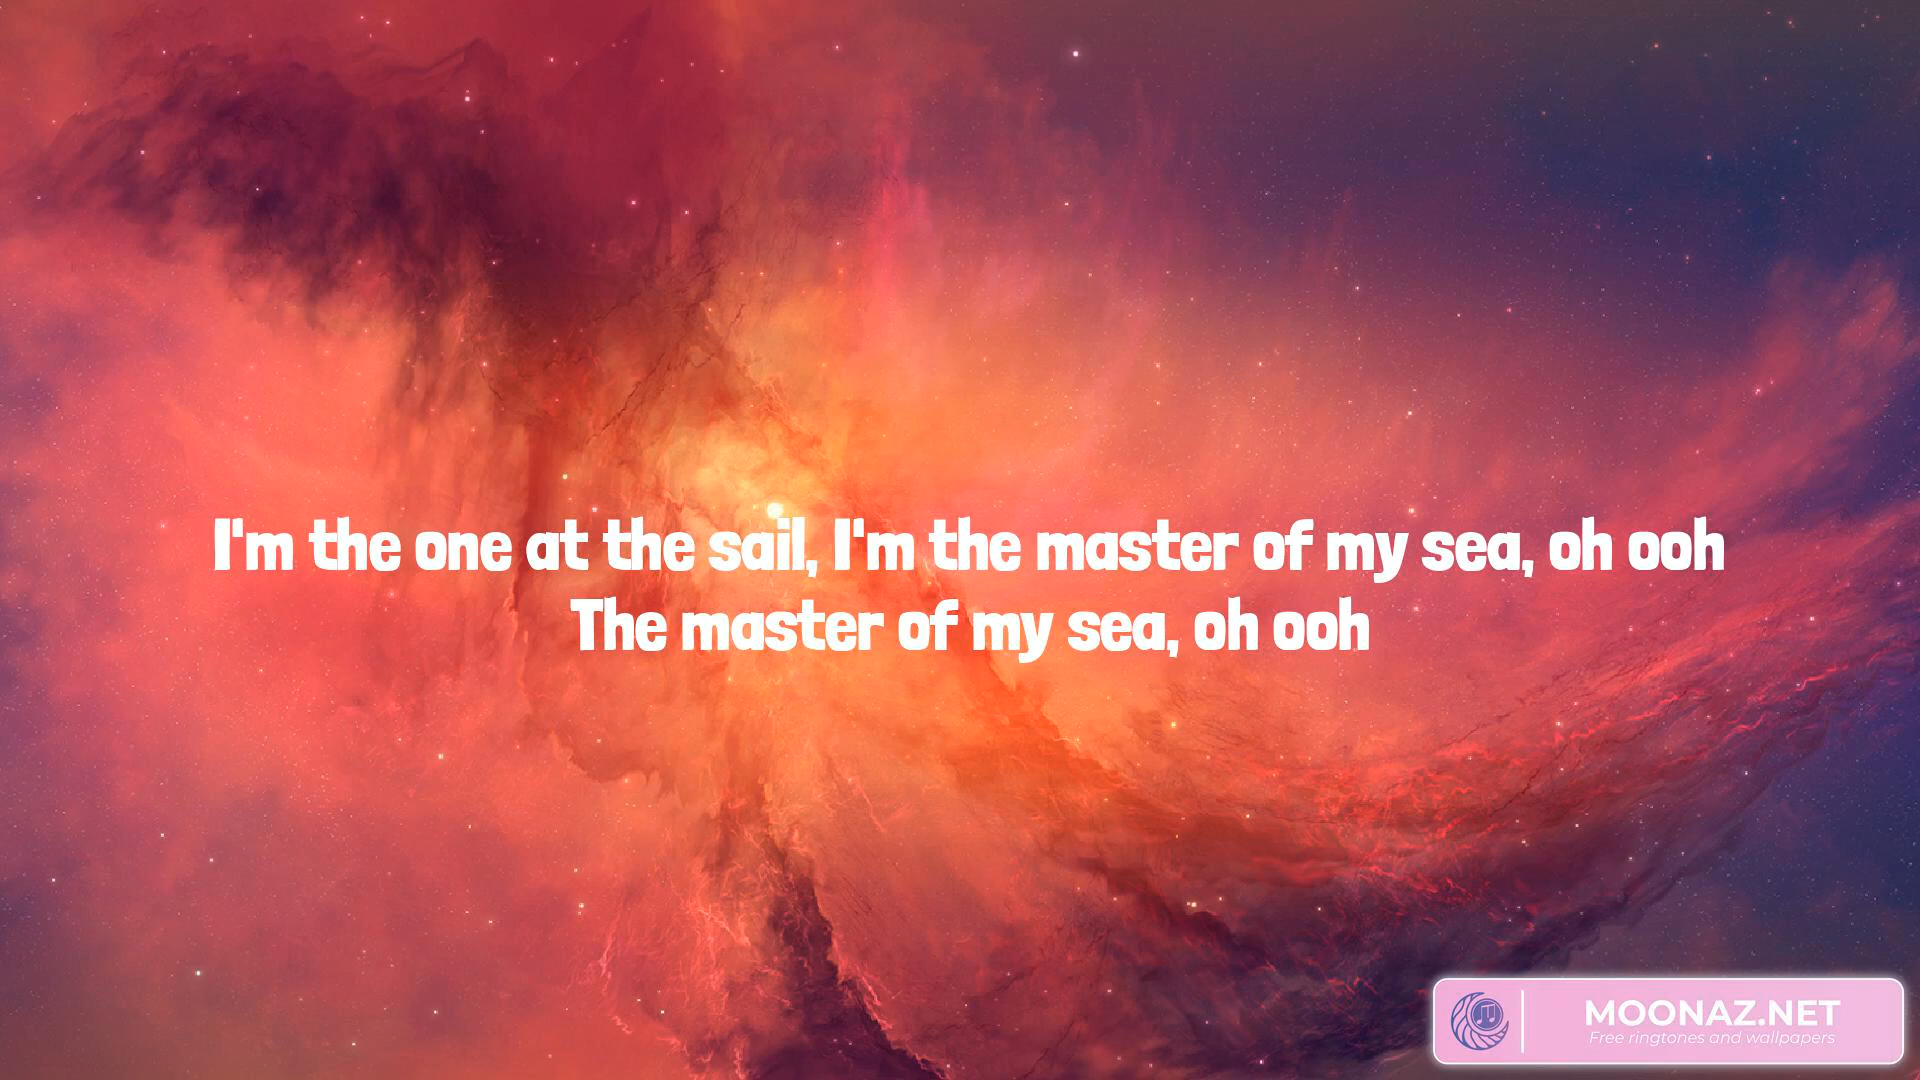 I'm the one at the sail, I'm the master of my sea, oh ooh
The master of my sea, oh ooh
MOONAZ.NET
Free ringtones and wallpapers